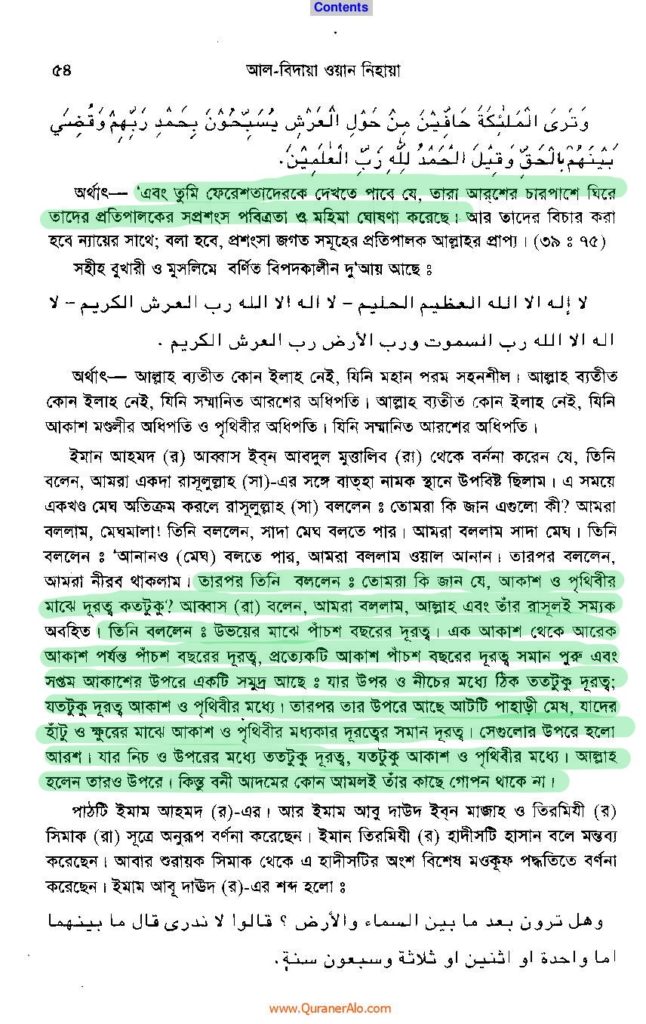 Contents
৫৪
আল-বিদায়া ওয়ান নিহায়া
وَتَرَى الْمَلٰئِكَةَ حَافِّيْنَ مِنْ حَوْلِ الْعَرْشِ يُسَبِّحُوْنَ بِحَمْدِ رَبِّهِمْ وَقُضِىَ
بَيْنَهُمْ بِالْحَقِّ وَقِيْلَ الْحَمْدُ لِلّٰهِ رَبِّ الْعٰلَمِيْنَ.
অর্থাৎ— ‘এবং তুমি ফেরেশতাদেরকে দেখতে পাবে যে, তারা আরশের চারপাশে ঘিরে
তাদের প্রতিপালকের সপ্রশংস পবিত্রতা ও মহিমা ঘোষণা করেছে। আর তাদের বিচার করা
হবে ন্যায়ের সাথে; বলা হবে, প্রশংসা জগত সমূহের প্রতিপালক আল্লাহর প্রাপ্য। (৩৯ ঃ ৭৫)
সহীহ বুখারী ও মুসলিমে বর্ণিত বিপদকালীন দু'আয় আছে ঃ
لا إله الا الله العظيم الحليم – لا اله الا الله رب العرش الكريم – لا
اله الا الله رب السموت ورب الأرض رب العرش الكريم .
অর্থাৎ— আল্লাহ ব্যতীত কোন ইলাহ নেই, যিনি মহান পরম সহনশীল। আল্লাহ ব্যতীত
কোন ইলাহ নেই, যিনি সম্মানিত আরশের অধিপতি। আল্লাহ ব্যতীত কোন ইলাহ নেই, যিনি
আকাশ মণ্ডলীর অধিপতি ও পৃথিবীর অধিপতি। যিনি সম্মানিত আরশের অধিপতি।
ইমান আহমদ (র) আব্বাস ইব্‌ন আবদুল মুত্তালিব (রা) থেকে বর্ননা করেন যে, তিনি
বলেন, আমরা একদা রাসূলুল্লাহ (সা)-এর সঙ্গে বাত্‌হা নামক স্থানে উপবিষ্ট ছিলাম। এ সময়ে
একখণ্ড মেঘ অতিক্রম করলে রাসূলুল্লাহ (সা) বললেন ঃ তোমরা কি জান এগুলো কী? আমরা
বললাম, মেঘমালা! তিনি বললেন, সাদা মেঘ বলতে পার। আমরা বললাম সাদা মেঘ। তিনি
বললেন ঃ ‘আনানও (মেঘ) বলতে পার, আমরা বললাম ওয়াল আনান। তারপর বললেন,
আমরা নীরব থাকলাম। তারপর তিনি বললেন ঃ তোমরা কি জান যে, আকাশ ও পৃথিবীর
মাঝে দূরত্ব কতটুকু? আব্বাস (রা) বলেন, আমরা বললাম, আল্লাহ এবং তাঁর রাসূলই সম্যক
অবহিত। তিনি বললেন ঃ উভয়ের মাঝে পাঁচশ বছরের দূরত্ব। এক আকাশ থেকে আরেক
আকাশ পর্যন্ত পাঁচশ বছরের দূরত্ব, প্রত্যেকটি আকাশ পাঁচশ বছরের দূরত্ব সমান পুরু এবং
সপ্তম আকাশের উপরে একটি সমুদ্র আছে ঃ যার উপর ও নীচের মধ্যে ঠিক ততটুকু দূরত্ব;
যতটুকু দূরত্ব আকাশ ও পৃথিবীর মধ্যে। তারপর তার উপরে আছে আটটি পাহাড়ী মেষ, যাদের
হাঁটু ও ক্ষুরের মাঝে আকাশ ও পৃথিবীর মধ্যকার দূরত্বের সমান দূরত্ব। সেগুলোর উপরে হলো
আরশ। যার নিচ ও উপরের মধ্যে ততটুকু দূরত্ব, যতটুকু আকাশ ও পৃথিবীর মধ্যে। আল্লাহ
হলেন তারও উপরে। কিন্তু বনী আদমের কোন আমলই তাঁর কাছে গোপন থাকে না।
পাঠটি ইমাম আহমদ (র)-এর। আর ইমাম আবু দাউদ ইব্‌ন মাজাহ ও তিরমিযী (র)
সিমাক (রা) সূত্রে অনুরূপ বর্ণনা করেছেন। ইমান তিরমিযী (র) হাদীসটি হাসান বলে মন্তব্য
করেছেন। আবার শুরায়ক সিমাক থেকে এ হাদীসটির অংশ বিশেষ মওকূফ পদ্ধতিতে বর্ণনা
করেছেন। ইমাম আবূ দাঊদ (র)-এর শব্দ হলো ঃ
وهل ترون بعد ما بين السماء والأرض ؟ قالوا لا ندرى قال ما بينهما
اما واحدة او اثنين او ثلاثة وسبعون سنة.
www.QuranerAlo.com